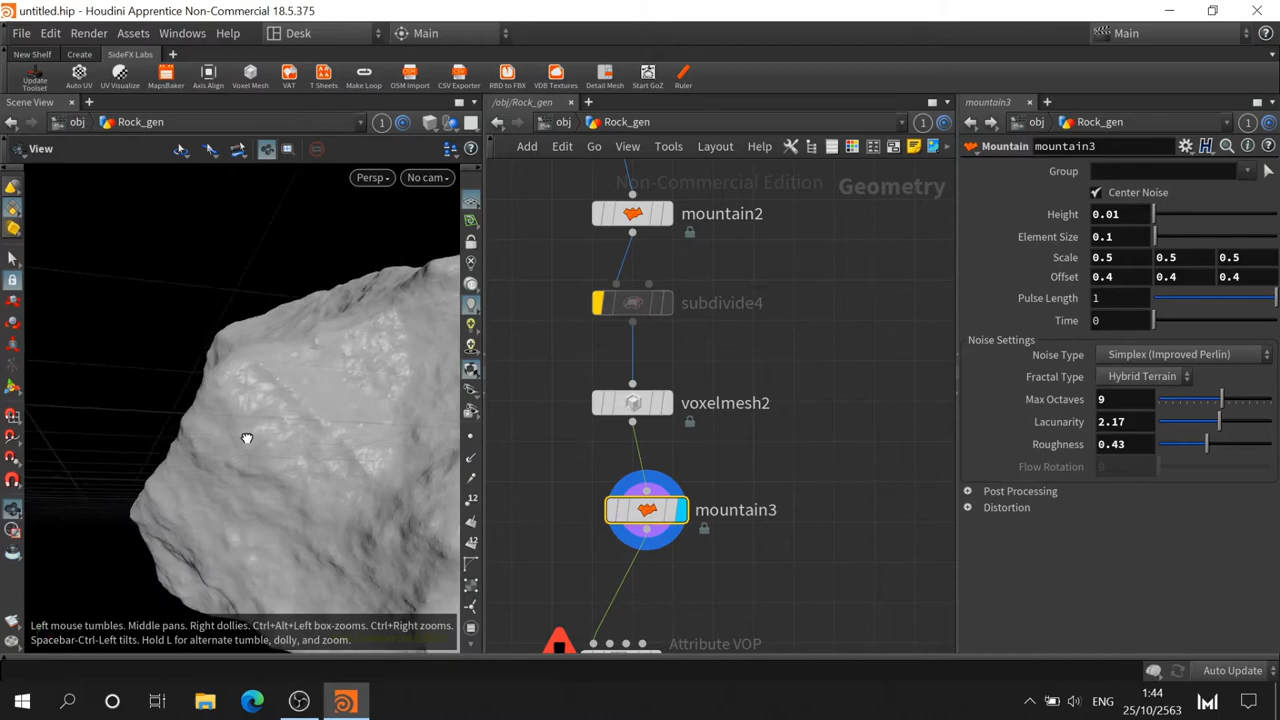 untitled.hip - Houdini Apprentice Non-Commercial 18.5.375
File Edit Render Assets Windows Help
Desk
Main
Main
New Shelf Create SideFX Labs
Update Toolset
Auto UV
UV Visualize
MapsBaker
Axis Align
Voxel Mesh
VAT
T Sheets
Make Loop
OSM Import
CSV Exporter
RBD to FBX
VDB Textures
Detail Mesh
Start GoZ
Ruler
Scene View
obj Rock_gen
1
View
Persp
No cam
12
12
Left mouse tumbles. Middle pans. Right dollies. Ctrl+Alt+Left box-zooms. Ctrl+Right zooms.
Spacebar-Ctrl-Left tilts. Hold L for alternate tumble, dolly, and zoom.
/obj/Rock_gen
obj Rock_gen
1
Add Edit Go View Tools Layout Help
Non-Commercial Edition
Geometry
mountain2
subdivide4
voxelmesh2
mountain3
Attribute VOP
mountain3
obj Rock_gen
1
Mountain mountain3
Group
Center Noise
Height 0.01
Element Size 0.1
Scale 0.5 0.5 0.5
Offset 0.4 0.4 0.4
Pulse Length 1
Time 0
Noise Settings
Noise Type Simplex (Improved Perlin)
Fractal Type Hybrid Terrain
Max Octaves 9
Lacunarity 2.17
Roughness 0.43
Flow Rotation 0
Post Processing
Distortion
Auto Update
ENG
1:44
25/10/2563